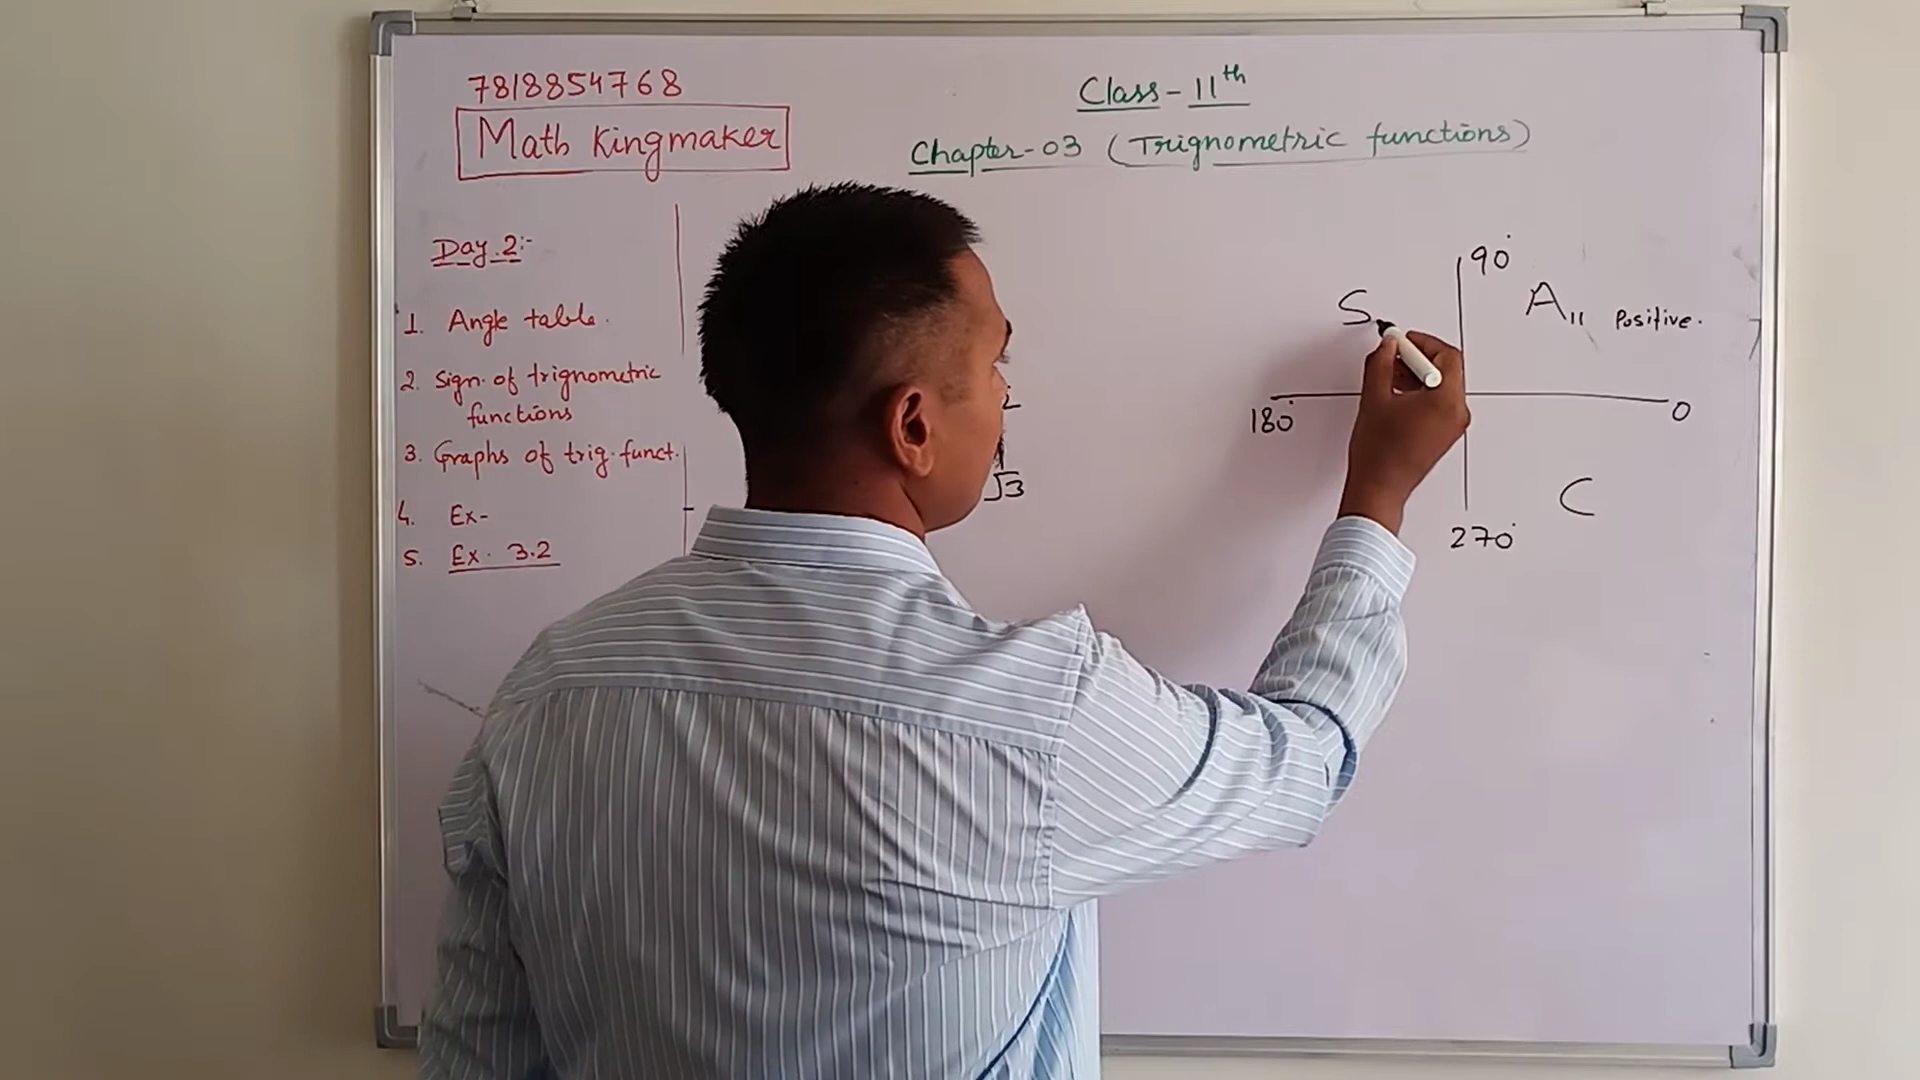 7818854768
Math Kingmaker
Class-11th
Chapter-03 (Trignometric functions)
Day.2:-
1. Angle table.
2. Sign. of trignometric
functions
3. Graphs of trig. funct.
4. Ex-
5. Ex. 3.2
√3
90°
S
A11 Positive.
180°
0
C
270°